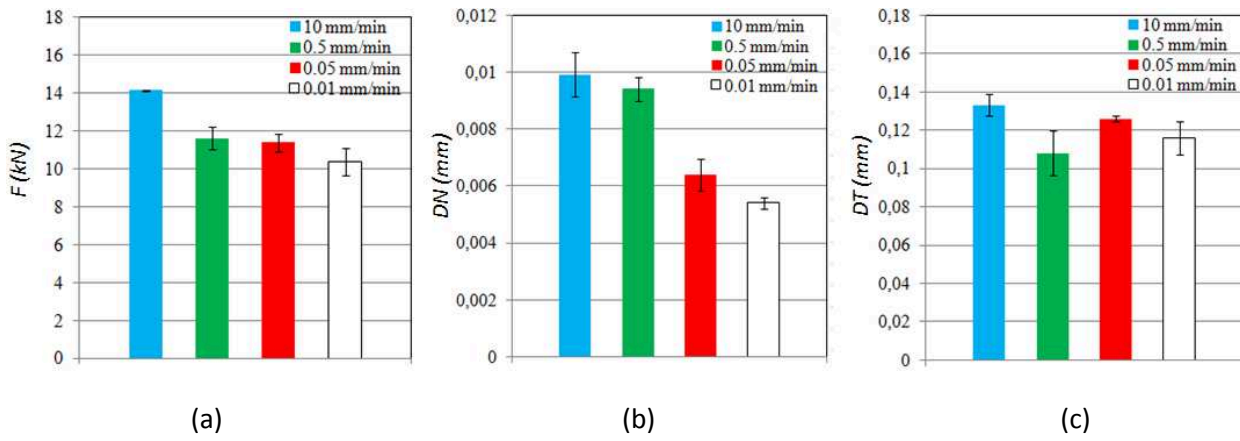 18
16
14
12
10
8
6
4
2
0
F (kN)
10 mm/min
0.5 mm/min
0.05 mm/min
0.01 mm/min
(a)
0,012
0,01
0,008
0,006
0,004
0,002
0
DN (mm)
10 mm/min
0.5 mm/min
0.05 mm/min
0.01 mm/min
(b)
0,18
0,16
0,14
0,12
0,1
0,08
0,06
0,04
0,02
0
DT (mm)
10 mm/min
0.5 mm/min
0.05 mm/min
0.01 mm/min
(c)